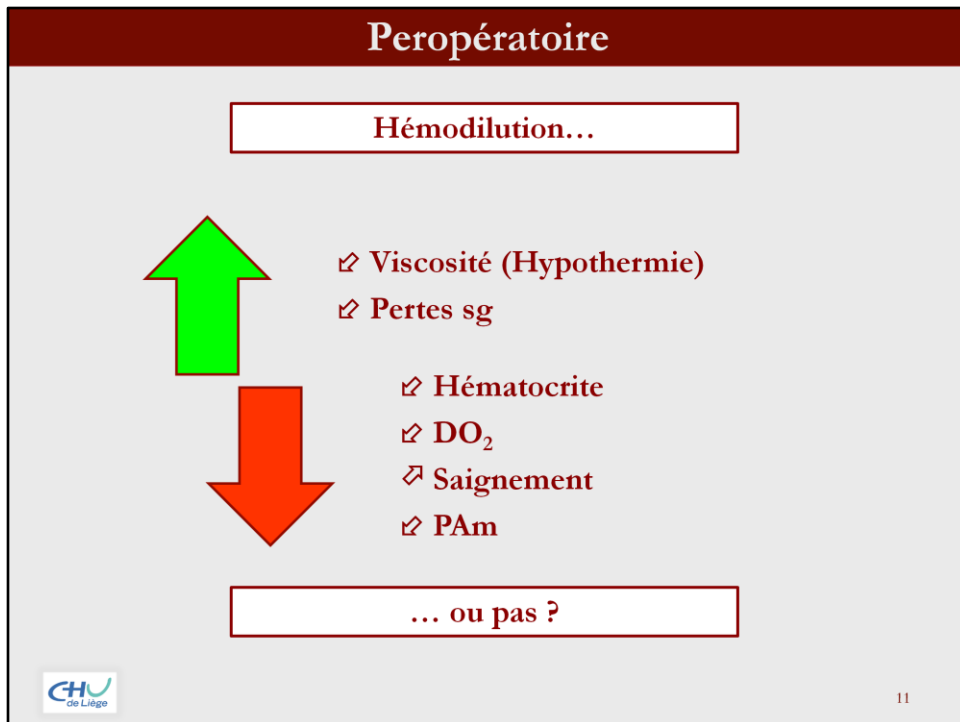 Peropératoire
Hémodilution…
⬃ Viscosité (Hypothermie)
⬃ Pertes sg
⬃ Hématocrite
⬃ DO₂
⬀ Saignement
⬃ PAm
… ou pas ?
CHU
de Liège
11